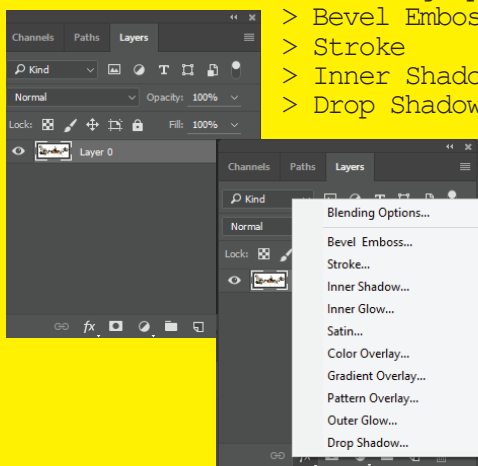 > Bevel Embos
> Stroke
> Inner Shado
> Drop Shadow
Channels Paths Layers
Kind
Normal Opacity: 100%
Lock: Fill: 100%
Layer 0
fx
Channels Paths Layers
Kind
Normal
Lock:
Blending Options...
Bevel Emboss...
Stroke...
Inner Shadow...
Inner Glow...
Satin...
Color Overlay...
Gradient Overlay...
Pattern Overlay...
Outer Glow...
Drop Shadow...